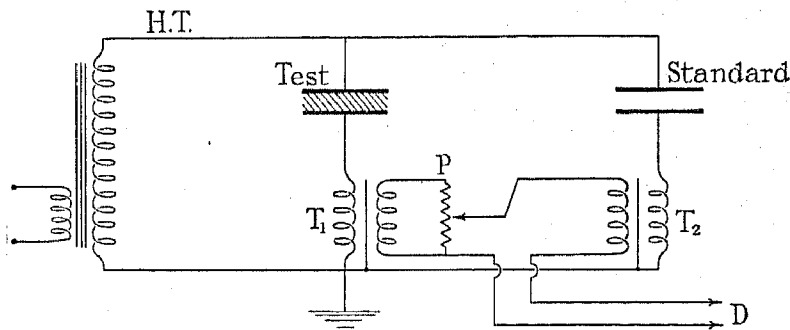 H.T.
Test
Standard
P
T₁
T₂
D